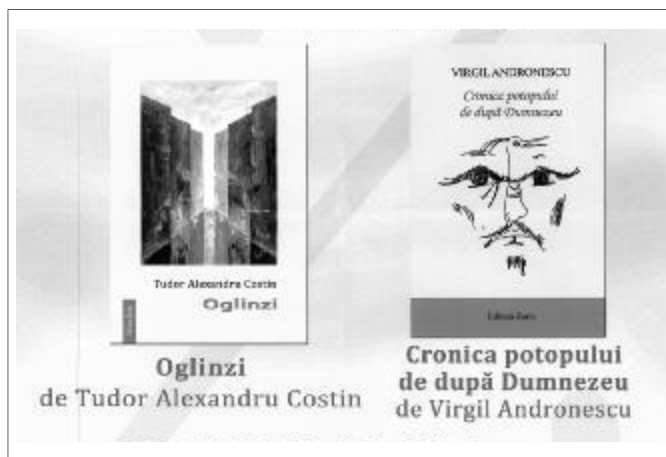 Tudor Alexandru Costin
Oglinzi
Oglinzi
de Tudor Alexandru Costin
VIRGIL ANDRONESCU
Cronica potopului
de după Dumnezeu
Cronica potopului
de după Dumnezeu
de Virgil Andronescu